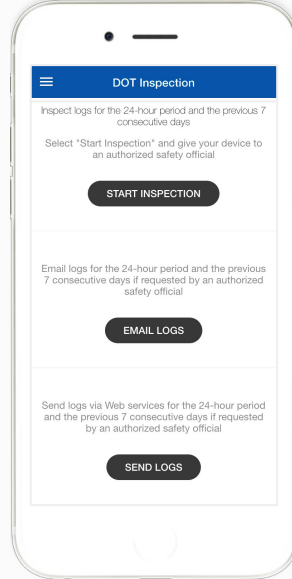 DOT Inspection
Inspect logs for the 24-hour period and the previous 7
consecutive days
Select "Start Inspection" and give your device to
an authorized safety official
START INSPECTION
Email logs for the 24-hour period and the previous
7 consecutive days if requested by an authorized
safety official
EMAIL LOGS
Send logs via Web services for the 24-hour period
and the previous 7 consecutive days if requested
by an authorized safety official
SEND LOGS